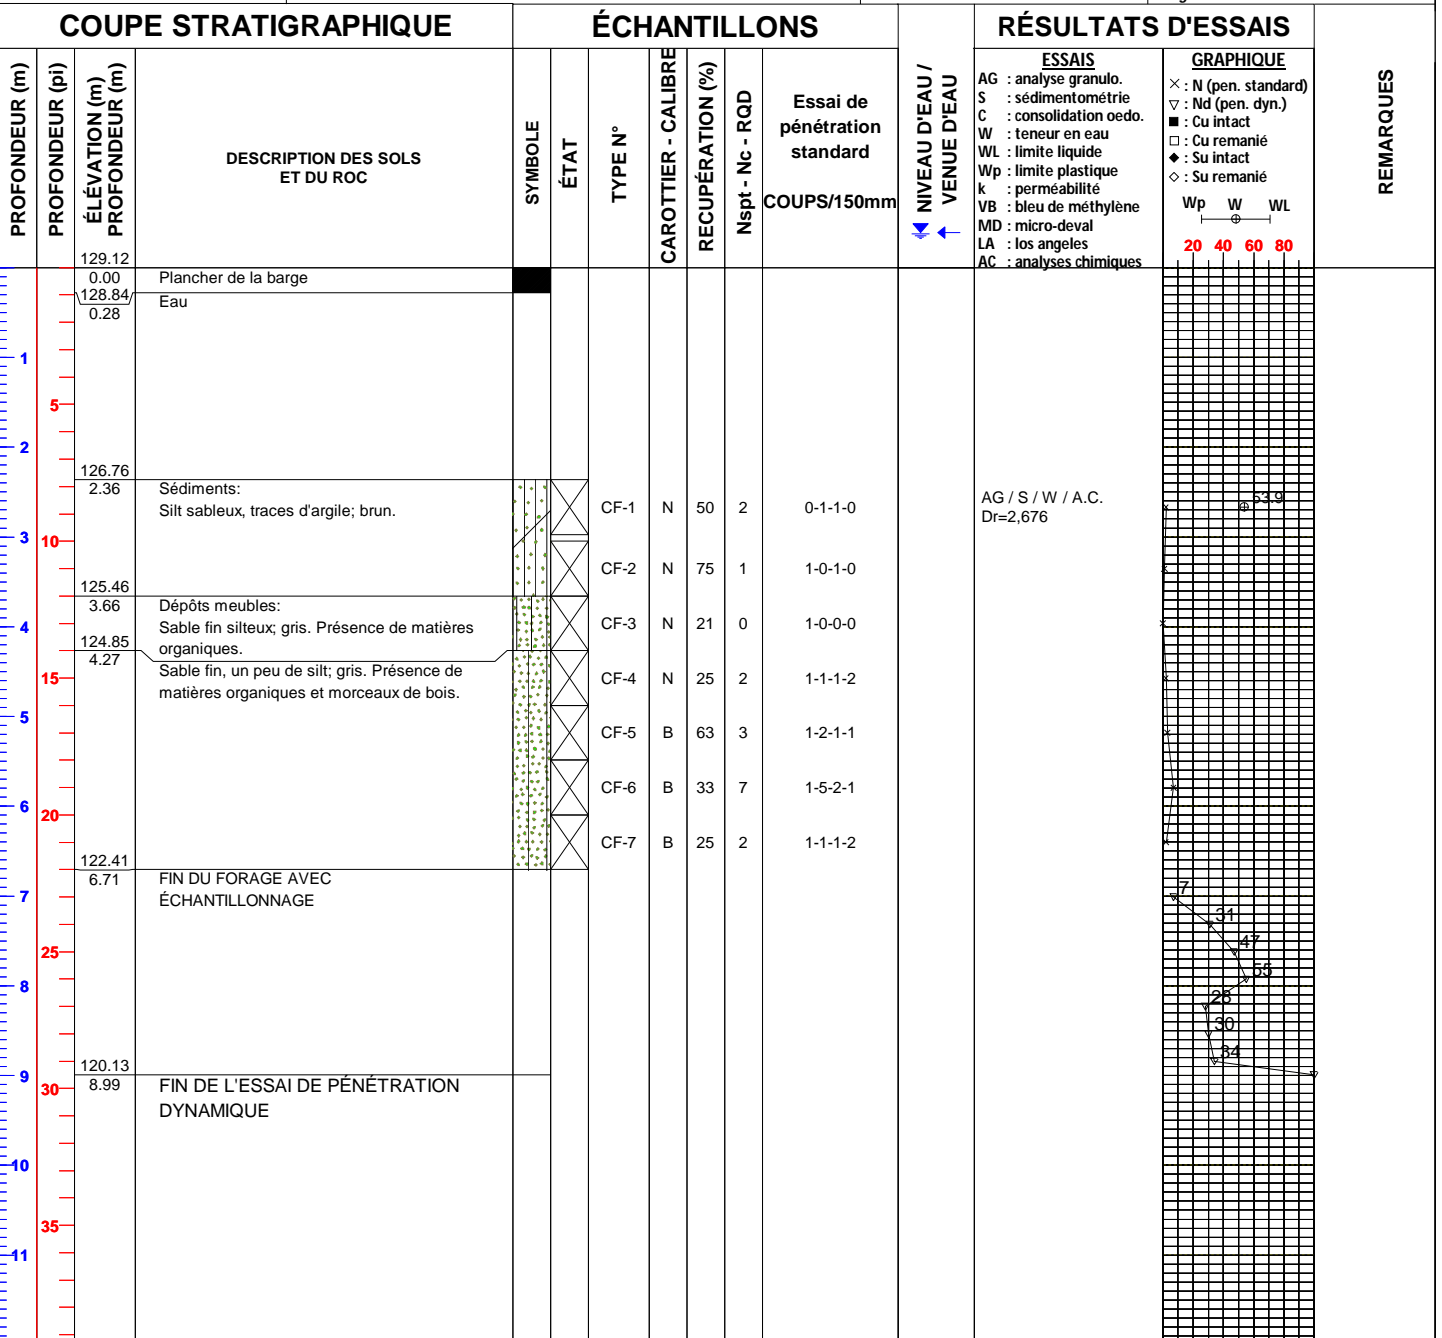 COUPE STRATIGRAPHIQUE
ÉCHANTILLONS
RÉSULTATS D'ESSAIS
PROFONDEUR (m)
PROFONDEUR (pi)
ÉLÉVATION (m)
PROFONDEUR (m)
DESCRIPTION DES SOLS
ET DU ROC
SYMBOLE
ÉTAT
TYPE N°
CAROTTIER - CALIBRE
RECUPÉRATION (%)
Nspt - Nc - RQD
Essai de
pénétration
standard
COUPS/150mm
NIVEAU D'EAU /
VENUE D'EAU
ESSAIS
AG : analyse granulo.
S : sédimentométrie
C : consolidation oedo.
W : teneur en eau
WL : limite liquide
Wp : limite plastique
k : perméabilité
VB : bleu de méthylène
MD : micro-deval
LA : los angeles
AC : analyses chimiques
GRAPHIQUE
× : N (pen. standard)
▽ : Nd (pen. dyn.)
■ : Cu intact
□ : Cu remanié
◆ : Su intact
◇ : Su remanié
Wp W WL
20 40 60 80
REMARQUES
129.12
0.00 Plancher de la barge
128.84
0.28 Eau
1
5
2
126.76
2.36 Sédiments:
Silt sableux, traces d'argile; brun.
CF-1 N 50 2 0-1-1-0
AG / S / W / A.C.
Dr=2,676
53.9
3
10
CF-2 N 75 1 1-0-1-0
125.46
3.66 Dépôts meubles:
Sable fin silteux; gris. Présence de matières
organiques.
CF-3 N 21 0 1-0-0-0
4
124.85
4.27 Sable fin, un peu de silt; gris. Présence de
matières organiques et morceaux de bois.
15
CF-4 N 25 2 1-1-1-2
5
CF-5 B 63 3 1-2-1-1
CF-6 B 33 7 1-5-2-1
6
20
CF-7 B 25 2 1-1-1-2
122.41
6.71 FIN DU FORAGE AVEC
ÉCHANTILLONNAGE
7
7
31
25
47
55
8
28
30
34
120.13
8.99 FIN DE L'ESSAI DE PÉNÉTRATION
DYNAMIQUE
9
30
10
35
11